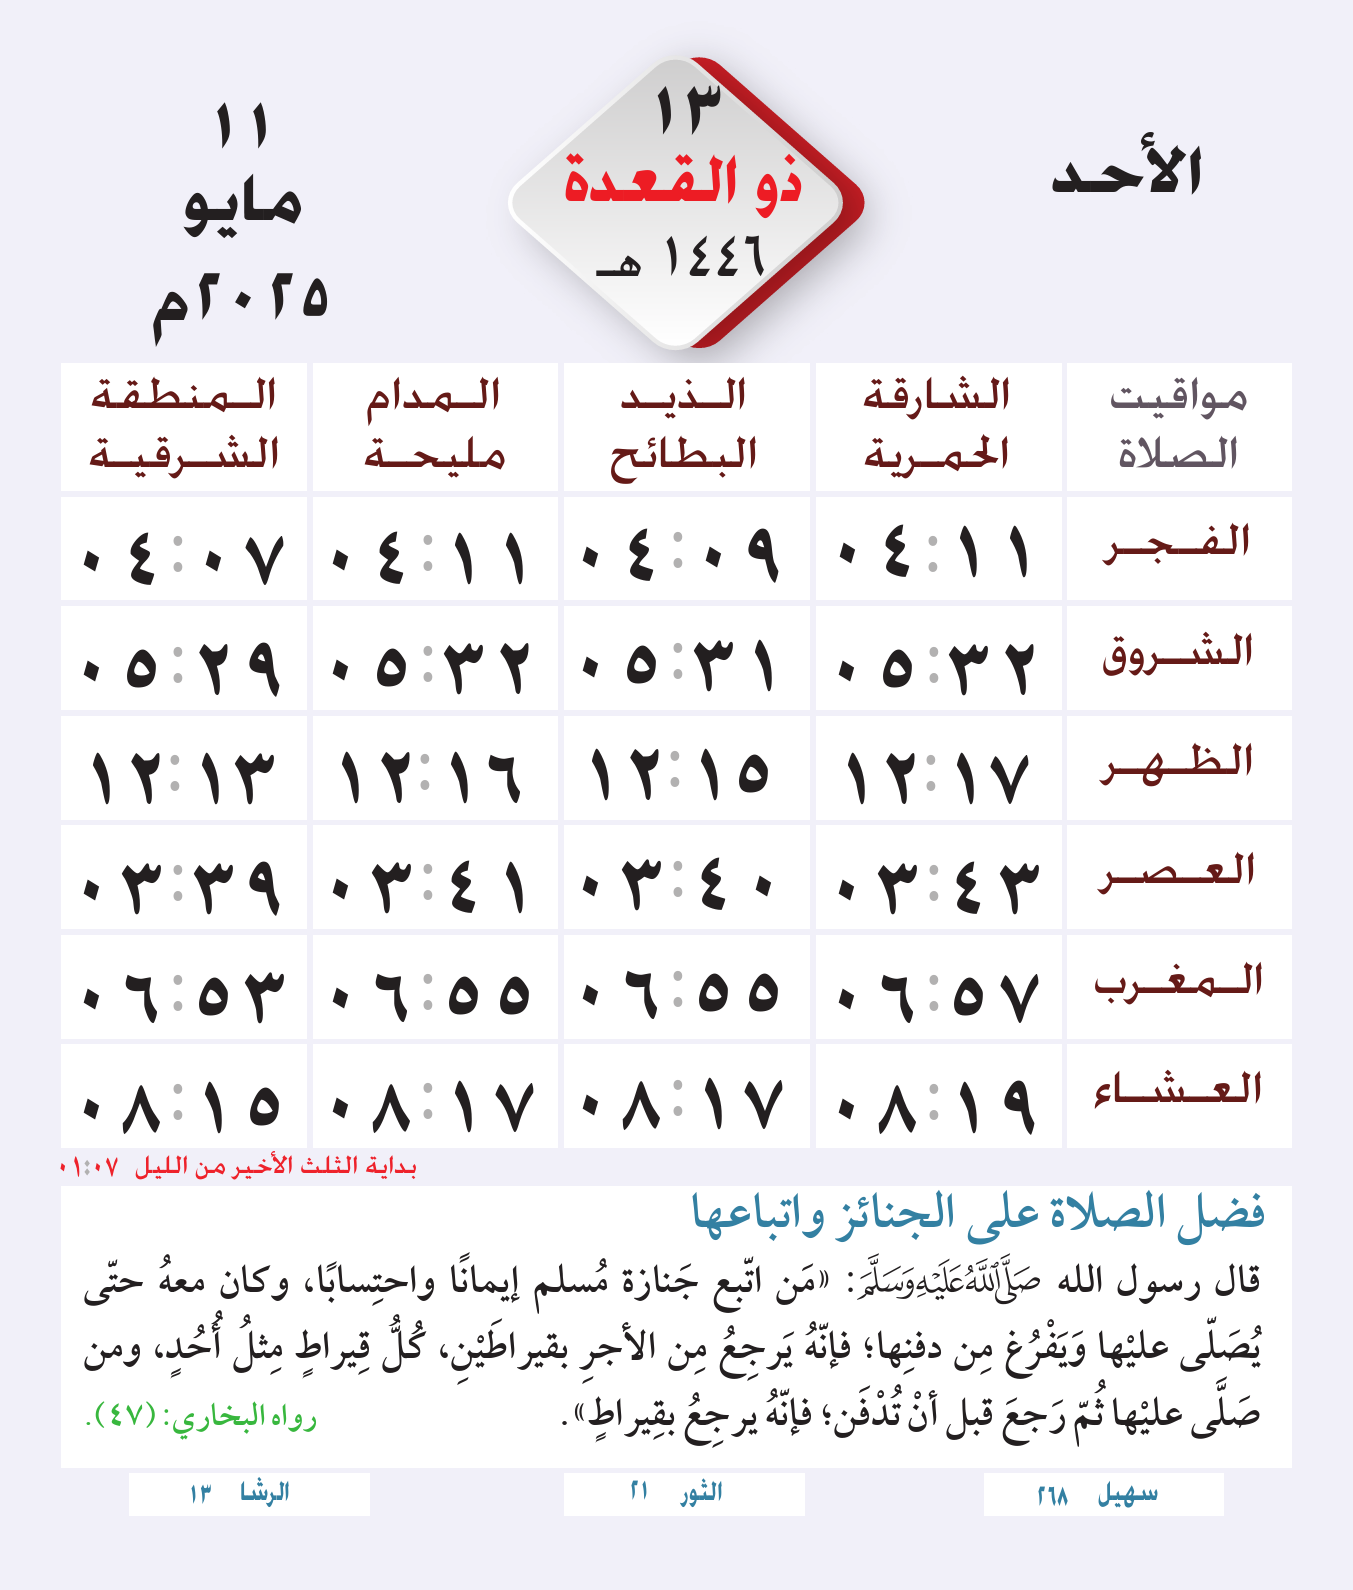 الأحد
١٣
ذو القعدة
١٤٤٦ هـ
١١
مايو
٢٠٢٥م
مواقيت الصلاة | الشارقة الحمرية | الذيد البطائح | المدام مليحة | المنطقة الشرقية
الفجر ٠٤:١١ ٠٤:٠٩ ٠٤:١١ ٠٤:٠٧
الشروق ٠٥:٣٢ ٠٥:٣١ ٠٥:٣٢ ٠٥:٢٩
الظهر ١٢:١٧ ١٢:١٥ ١٢:١٦ ١٢:١٣
العصر ٠٣:٤٣ ٠٣:٤٠ ٠٣:٤١ ٠٣:٣٩
المغرب ٠٦:٥٧ ٠٦:٥٥ ٠٦:٥٥ ٠٦:٥٣
العشاء ٠٨:١٩ ٠٨:١٧ ٠٨:١٧ ٠٨:١٥
بداية الثلث الأخير من الليل ٠١:٠٧
فضل الصلاة على الجنائز واتباعها
قال رسول الله صَلَّى اللَّهُ عَلَيْهِ وَسَلَّمَ: «مَن اتّبع جَنازة مُسلم إيمانًا واحتِسابًا، وكان معهُ حتّى
يُصَلّى عليْها وَيَفْرُغ مِن دفنِها؛ فإنّهُ يَرجِعُ مِن الأجرِ بقيراطَيْنِ، كُلُّ قِيراطٍ مِثلُ أُحُدٍ، ومن
صَلَّى عليْها ثُمّ رَجعَ قبل أنْ تُدْفَن؛ فإنّهُ يرجِعُ بقِيراطٍ». رواه البخاري: (٤٧).
سهيل ٢٦٨
الثور ٢١
الرشا ١٣